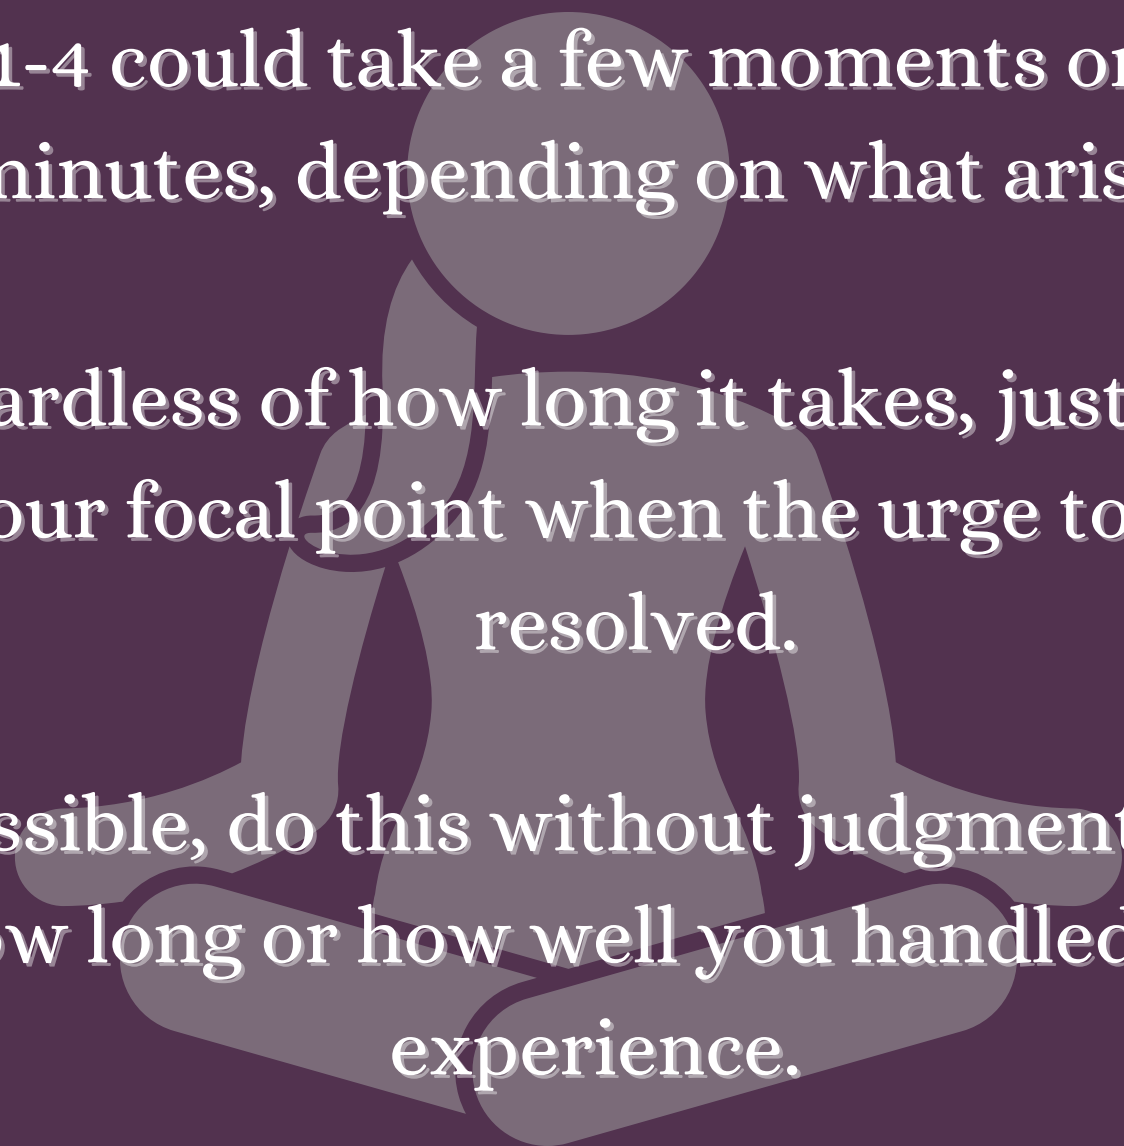 1-4 could take a few moments or
minutes, depending on what aris
ardless of how long it takes, just
our focal point when the urge to
resolved.
ssible, do this without judgment
ow long or how well you handled
experience.